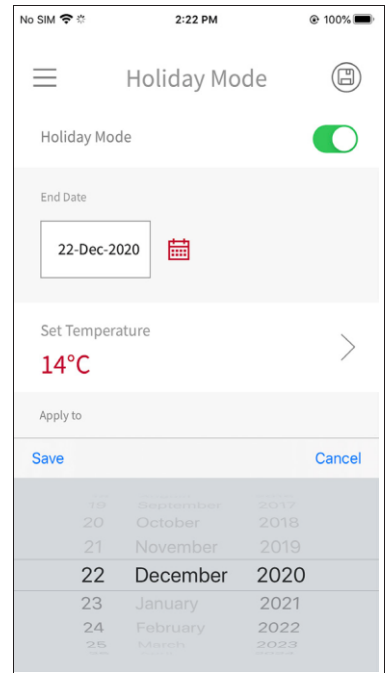 No SIM 2:22 PM 100%
Holiday Mode
Holiday Mode
End Date
22-Dec-2020
Set Temperature
14°C
Apply to
Save Cancel
19 September 2017
20 October 2018
21 November 2019
22 December 2020
23 January 2021
24 February 2022
25 March 2023